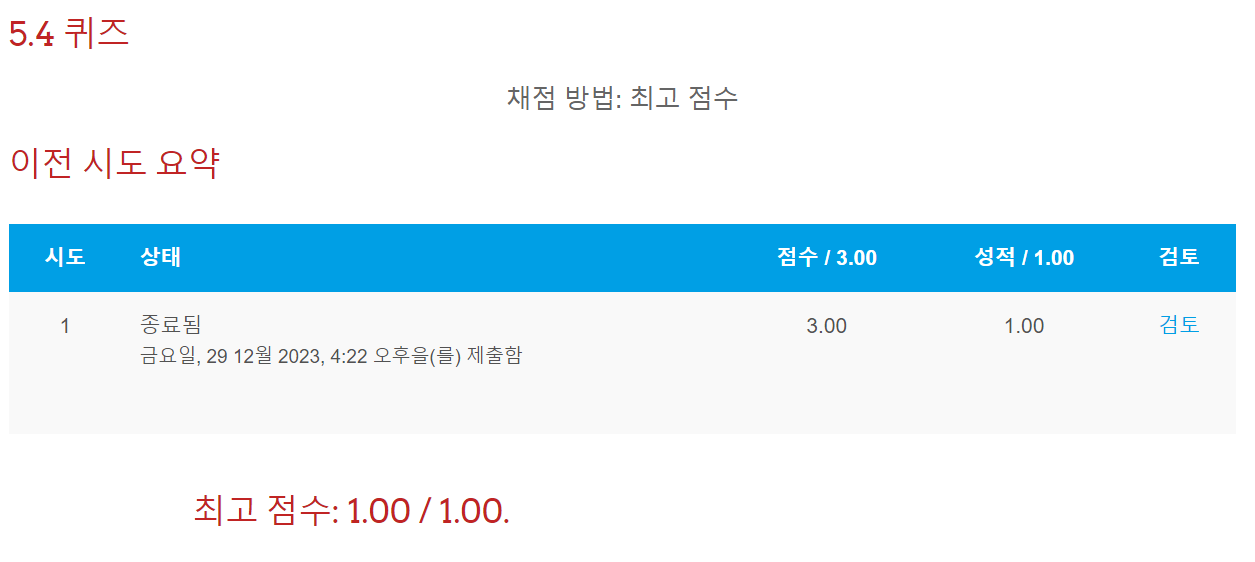 5.4 퀴즈
채점 방법: 최고 점수
이전 시도 요약
시도 상태 점수 / 3.00 성적 / 1.00 검토
1 종료됨 3.00 1.00 검토
금요일, 29 12월 2023, 4:22 오후을(를) 제출함
최고 점수: 1.00 / 1.00.